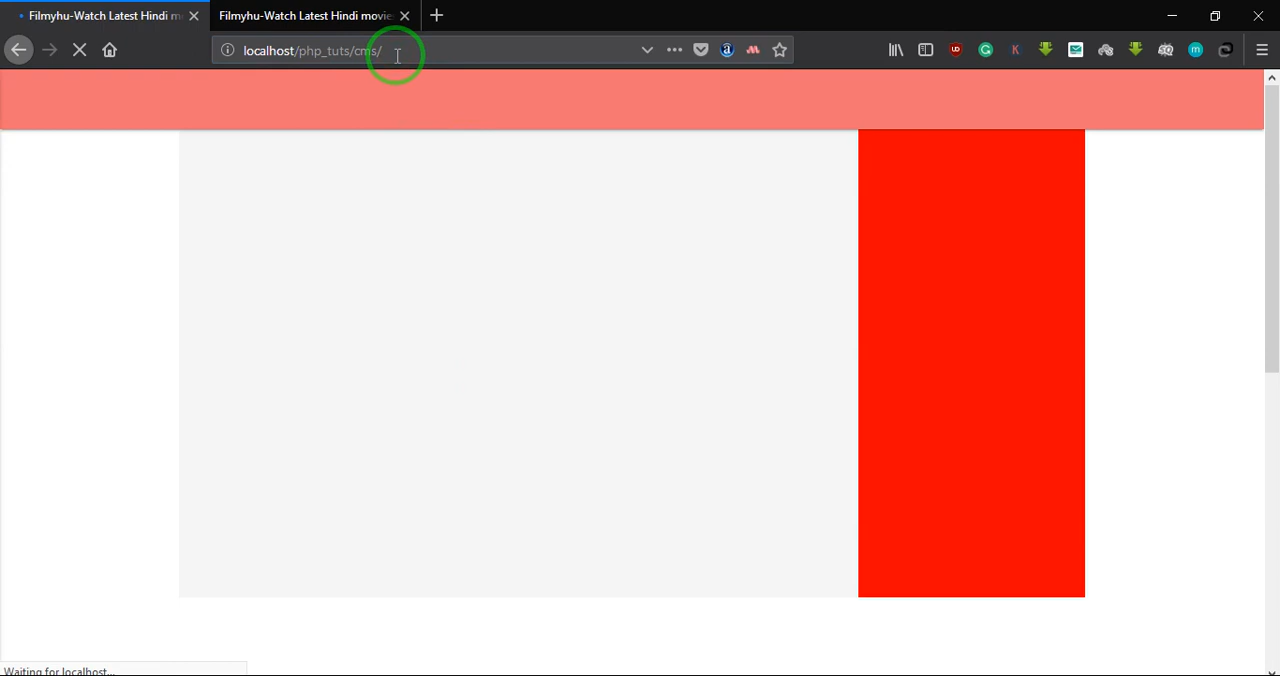 Filmyhu-Watch Latest Hindi m
Filmyhu-Watch Latest Hindi movie
localhost/php_tuts/cms/
Waiting for localhost...